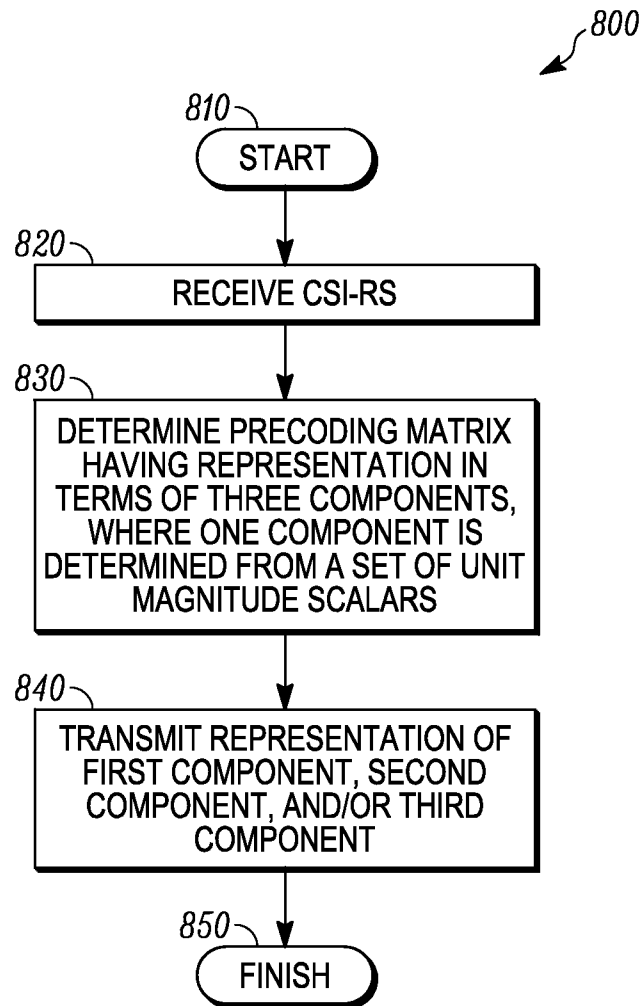 800
810
START
820
RECEIVE CSI-RS
830
DETERMINE PRECODING MATRIX
HAVING REPRESENTATION IN
TERMS OF THREE COMPONENTS,
WHERE ONE COMPONENT IS
DETERMINED FROM A SET OF UNIT
MAGNITUDE SCALARS
840
TRANSMIT REPRESENTATION OF
FIRST COMPONENT, SECOND
COMPONENT, AND/OR THIRD
COMPONENT
850
FINISH